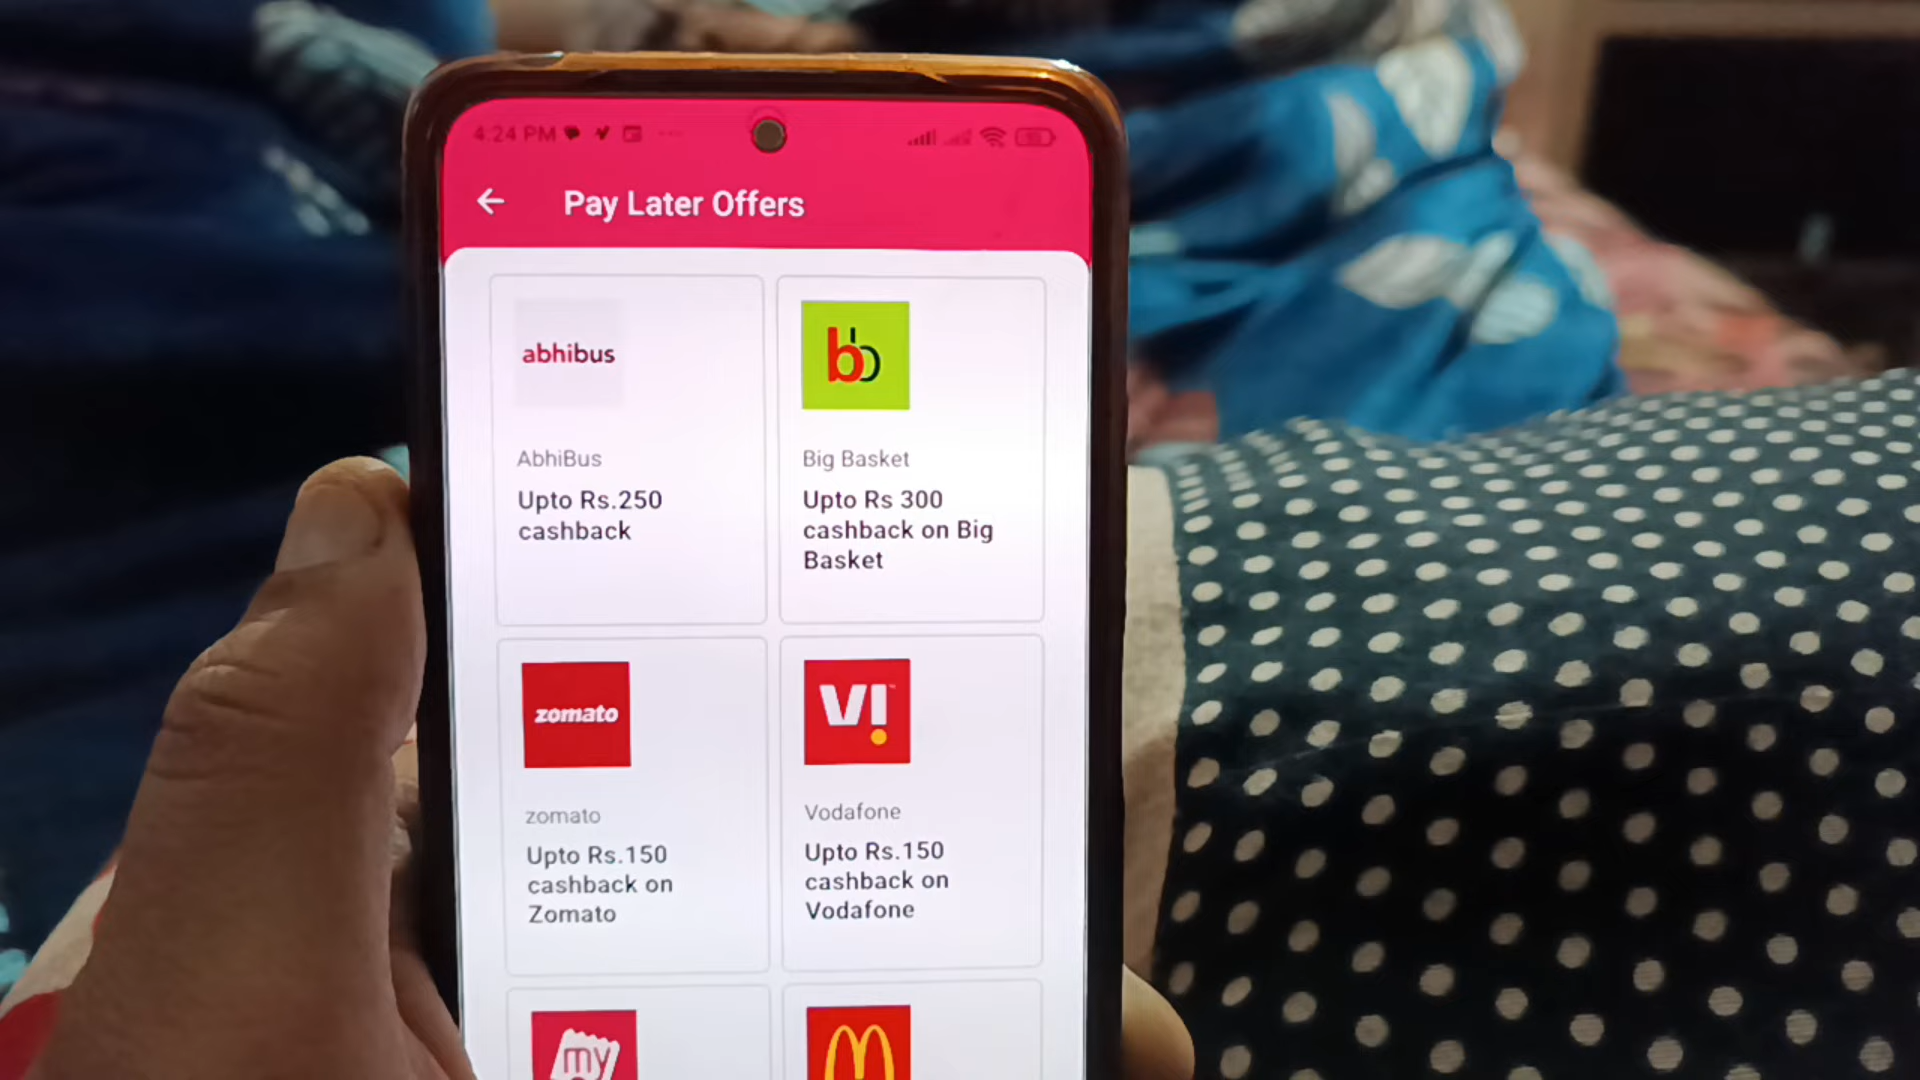 4:24 PM
Pay Later Offers
abhibus
bb
AbhiBus
Big Basket
Upto Rs.250
cashback
Upto Rs 300
cashback on Big
Basket
zomato
VI
zomato
Vodafone
Upto Rs.150
cashback on
Zomato
Upto Rs.150
cashback on
Vodafone
my